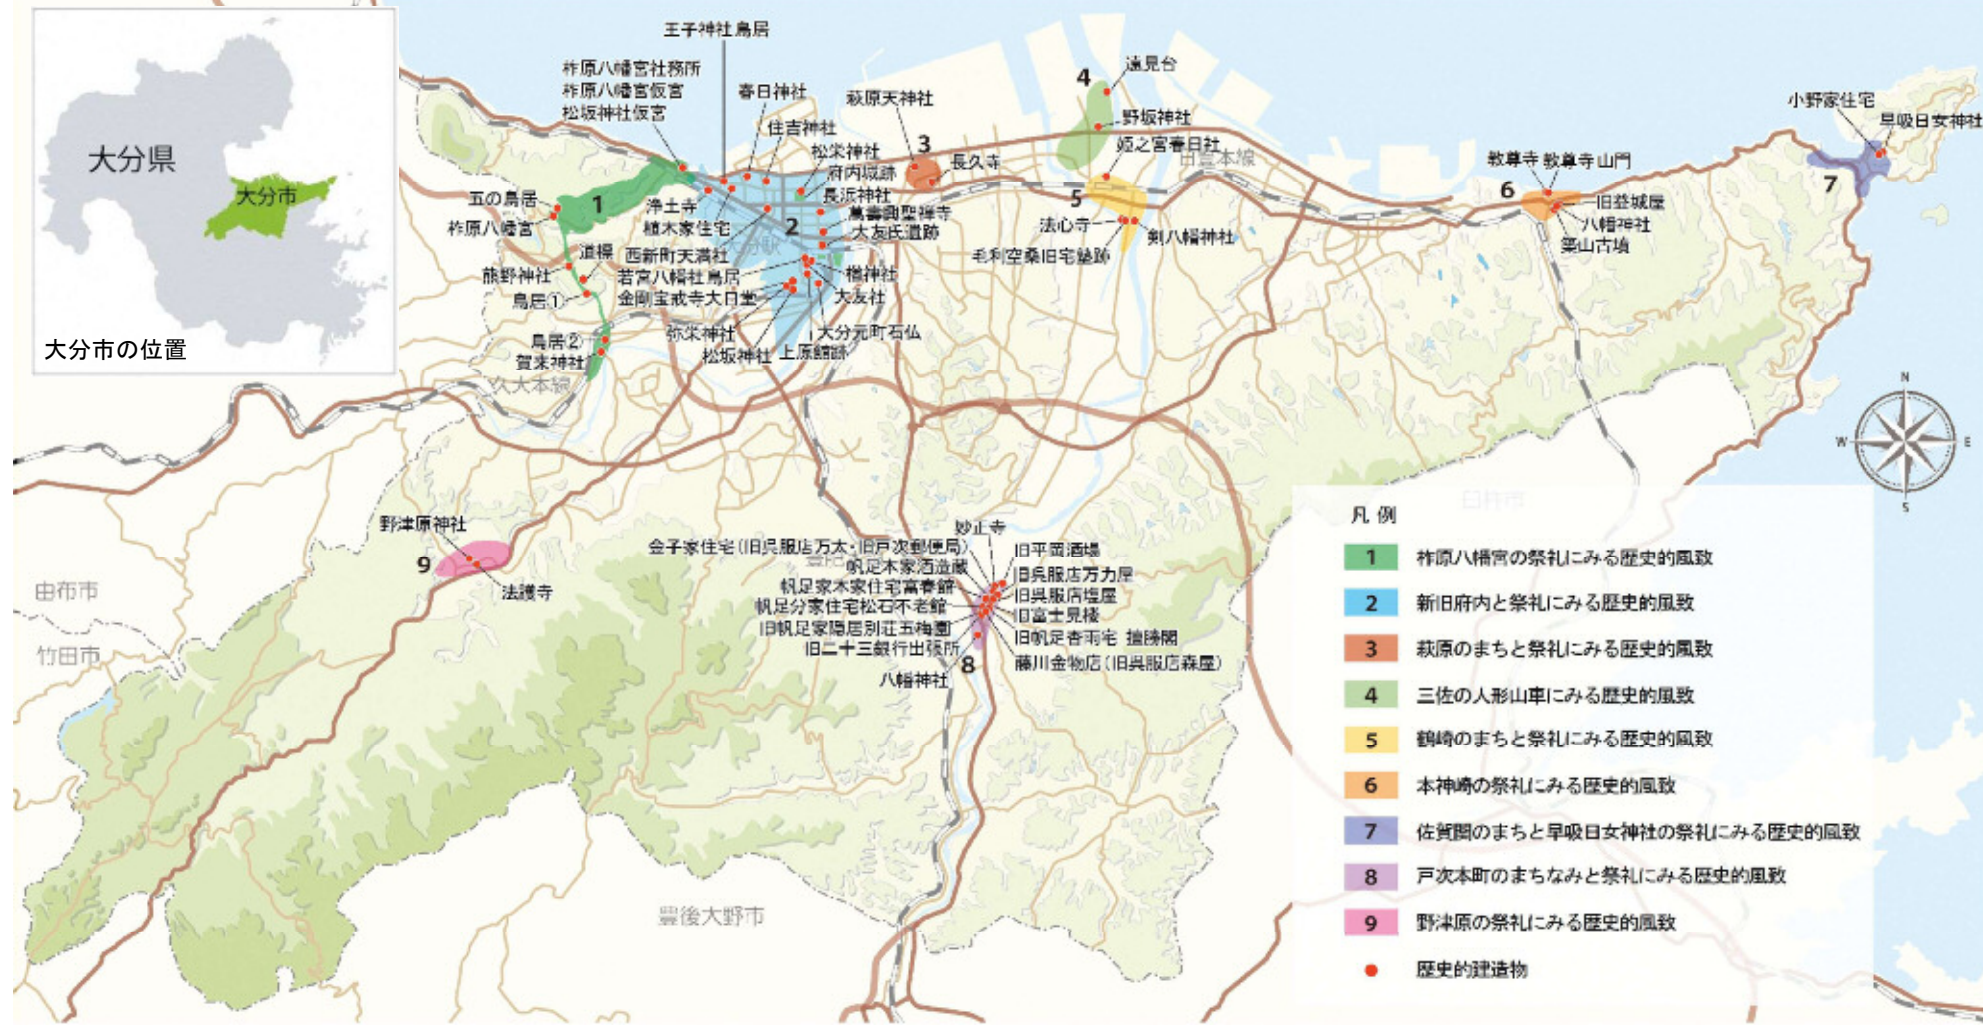 大分県
大分市
大分市の位置
王子神社鳥居
柞原八幡宮社務所
柞原八幡宮仮宮
松坂神社仮宮
春日神社
住吉神社
松栄神社
府内城跡
長浜神社
萬壽興聖禅寺
大友氏遺跡
五の鳥居
柞原八幡宮
1
浄土寺
植木家住宅
2
大分駅
道標
西新町天満社
熊野神社
若宮八幡社鳥居
鳥居①
金剛宝戒寺大日堂
大友社
鳥居②
弥栄神社
大分元町石仏
賀来神社
松坂神社
上原館跡
久大本線
萩原天神社
3
長久寺
4
遠見台
野坂神社
姫之宮春日社
日豊本線
5
法心寺
剣八幡神社
毛利空桑旧宅塾跡
教尊寺
教尊寺山門
6
旧登城屋
八幡神社
築山古墳
小野家住宅
早吸日女神社
7
N
W
E
S
野津原神社
9
法護寺
由布市
竹田市
妙正寺
金子家住宅(旧呉服店万太・旧戸次郵便局)
帆足本家酒造蔵
帆足家本家住宅富春館
帆足分家住宅松石不老館
旧帆足家隠居別荘五梅園
旧二十三銀行出張所
8
八幡神社
旧平岡酒場
旧呉服店万力屋
旧呉服店塩屋
旧富士見楼
旧帆足杏雨宅 擅勝閣
藤川金物店(旧呉服店森屋)
豊後大野市
臼杵市
凡例
1 柞原八幡宮の祭礼にみる歴史的風致
2 新旧府内と祭礼にみる歴史的風致
3 萩原のまちと祭礼にみる歴史的風致
4 三佐の人形山車にみる歴史的風致
5 鶴崎のまちと祭礼にみる歴史的風致
6 本神崎の祭礼にみる歴史的風致
7 佐賀関のまちと早吸日女神社の祭礼にみる歴史的風致
8 戸次本町のまちなみと祭礼にみる歴史的風致
9 野津原の祭礼にみる歴史的風致
歴史的建造物